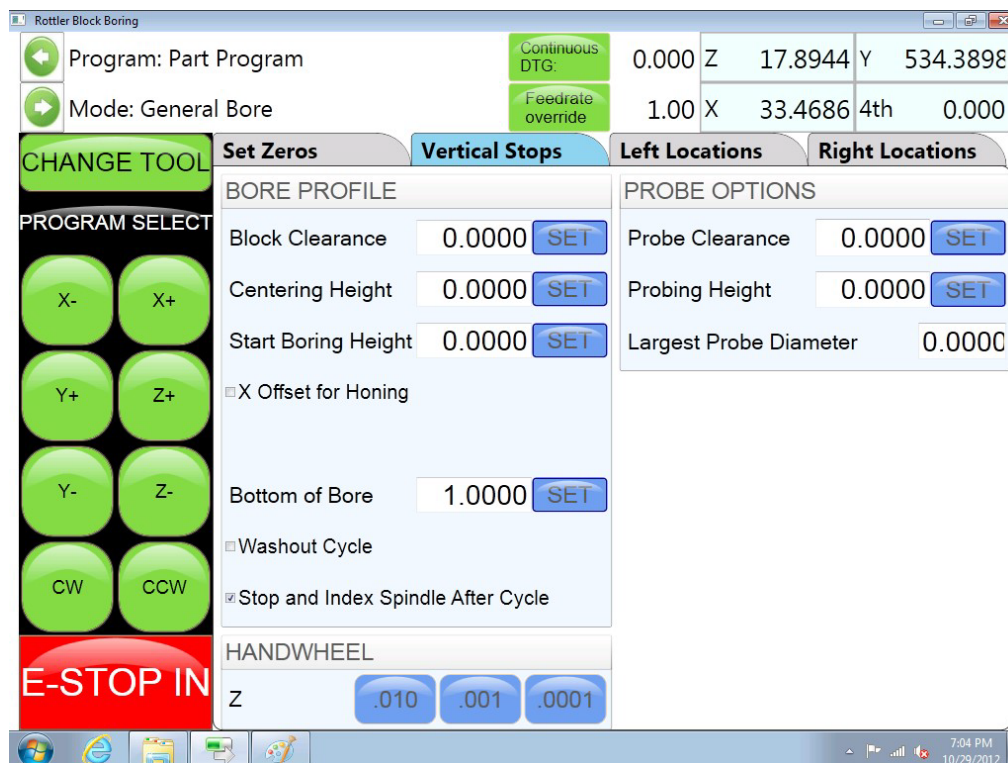 Rottler Block Boring
Program: Part Program
Continuous DTG:
0.000
Z 17.8944
Y 534.3898
Mode: General Bore
Feedrate override
1.00
X 33.4686
4th 0.000
CHANGE TOOL
Set Zeros
Vertical Stops
Left Locations
Right Locations
PROGRAM SELECT
X-
X+
Y+
Z+
Y-
Z-
CW
CCW
E-STOP IN
BORE PROFILE
Block Clearance 0.0000 SET
Centering Height 0.0000 SET
Start Boring Height 0.0000 SET
X Offset for Honing
Bottom of Bore 1.0000 SET
Washout Cycle
Stop and Index Spindle After Cycle
HANDWHEEL
Z .010 .001 .0001
PROBE OPTIONS
Probe Clearance 0.0000 SET
Probing Height 0.0000 SET
Largest Probe Diameter 0.0000
7:04 PM
10/29/2012